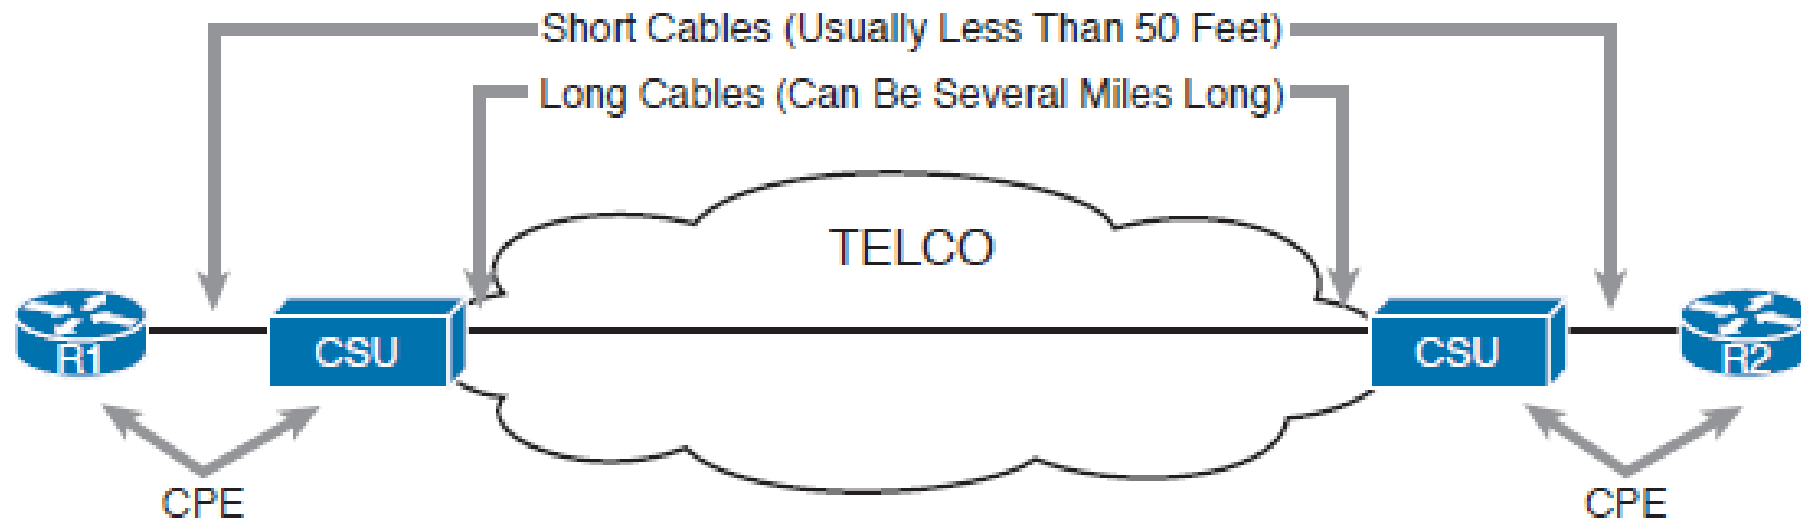 Short Cables (Usually Less Than 50 Feet)
Long Cables (Can Be Several Miles Long)
TELCO
R1
CSU
CSU
R2
CPE
CPE